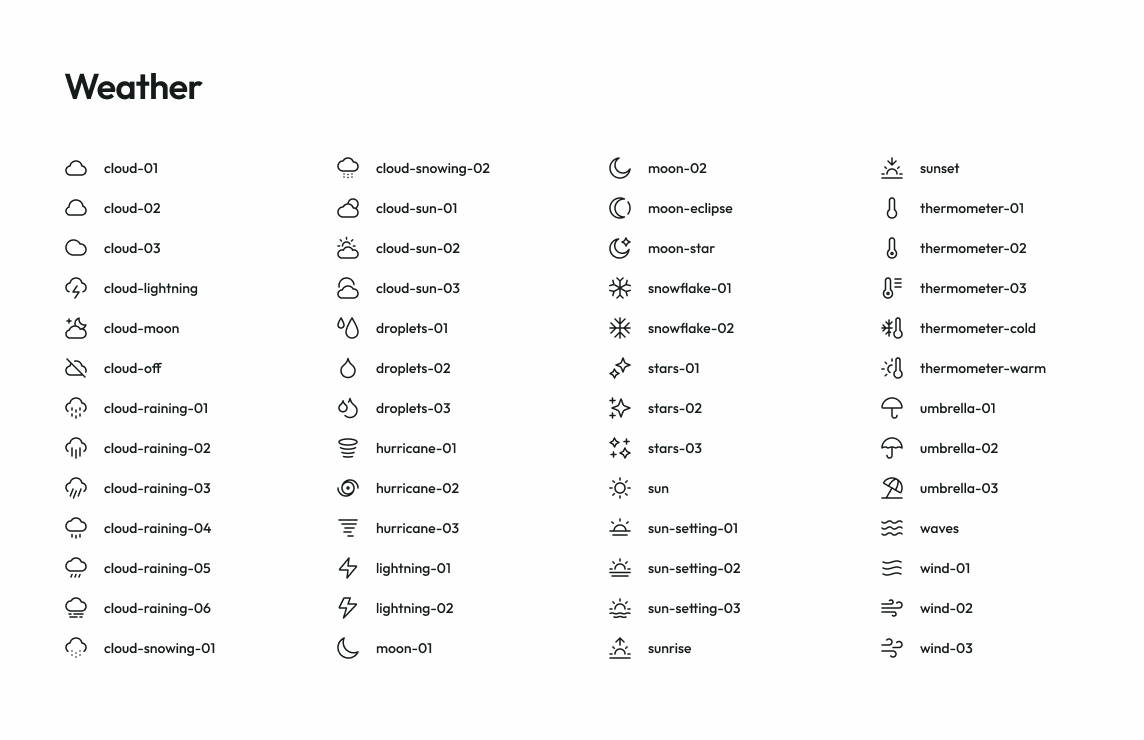 Weather
cloud-01
cloud-02
cloud-03
cloud-lightning
cloud-moon
cloud-off
cloud-raining-01
cloud-raining-02
cloud-raining-03
cloud-raining-04
cloud-raining-05
cloud-raining-06
cloud-snowing-01
cloud-snowing-02
cloud-sun-01
cloud-sun-02
cloud-sun-03
droplets-01
droplets-02
droplets-03
hurricane-01
hurricane-02
hurricane-03
lightning-01
lightning-02
moon-01
moon-02
moon-eclipse
moon-star
snowflake-01
snowflake-02
stars-01
stars-02
stars-03
sun
sun-setting-01
sun-setting-02
sun-setting-03
sunrise
sunset
thermometer-01
thermometer-02
thermometer-03
thermometer-cold
thermometer-warm
umbrella-01
umbrella-02
umbrella-03
waves
wind-01
wind-02
wind-03